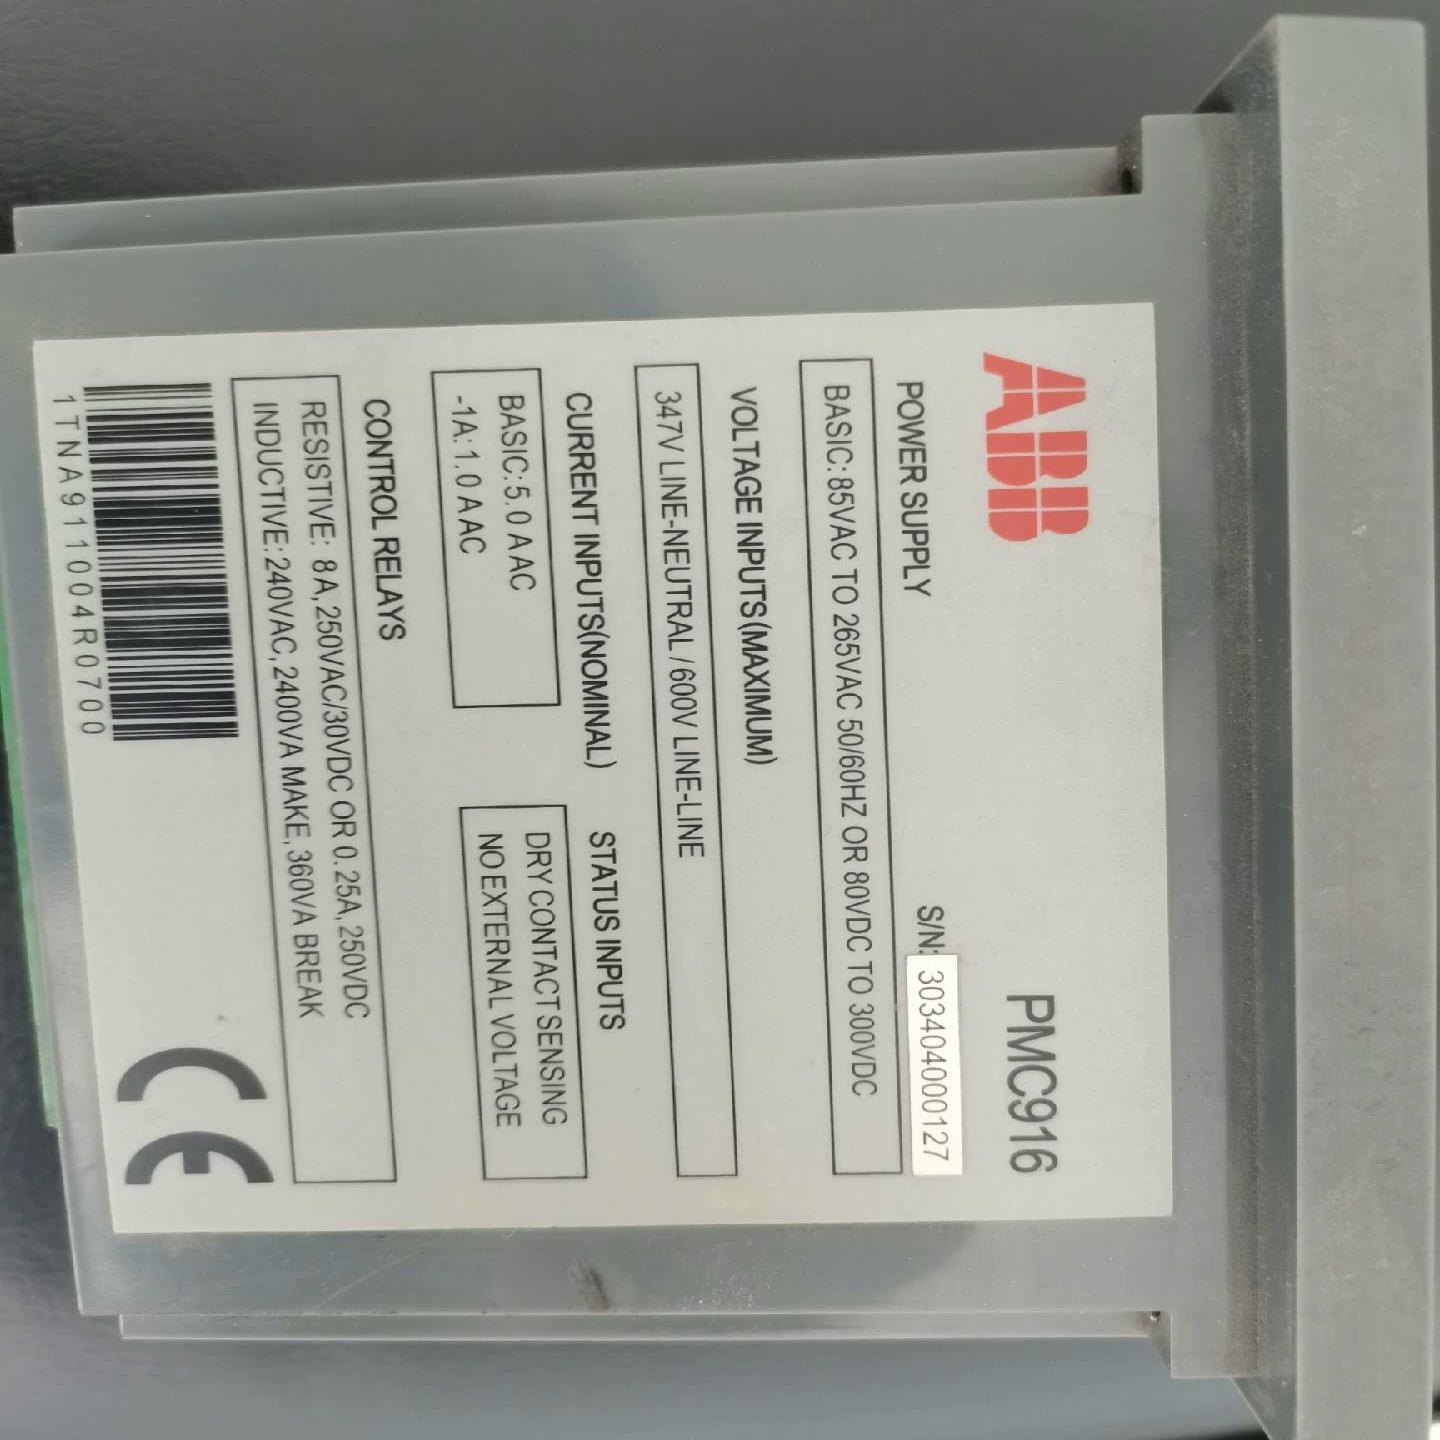 ABB
PMC916
POWER SUPPLY
S/N: 3034040000127
BASIC:85VAC TO 265VAC 50/60HZ OR 80VDC TO 300VDC
VOLTAGE INPUTS(MAXIMUM)
347V LINE-NEUTRAL / 600V LINE-LINE
CURRENT INPUTS(NOMINAL)
STATUS INPUTS
BASIC:5.0 A AC
-1A:1.0 A AC
DRY CONTACT SENSING
NO EXTERNAL VOLTAGE
CONTROL RELAYS
RESISTIVE: 8A,250VAC/30VDC OR 0.25A,250VDC
INDUCTIVE:240VAC,2400VA MAKE, 360VA BREAK
1TNA911004R0700
CE